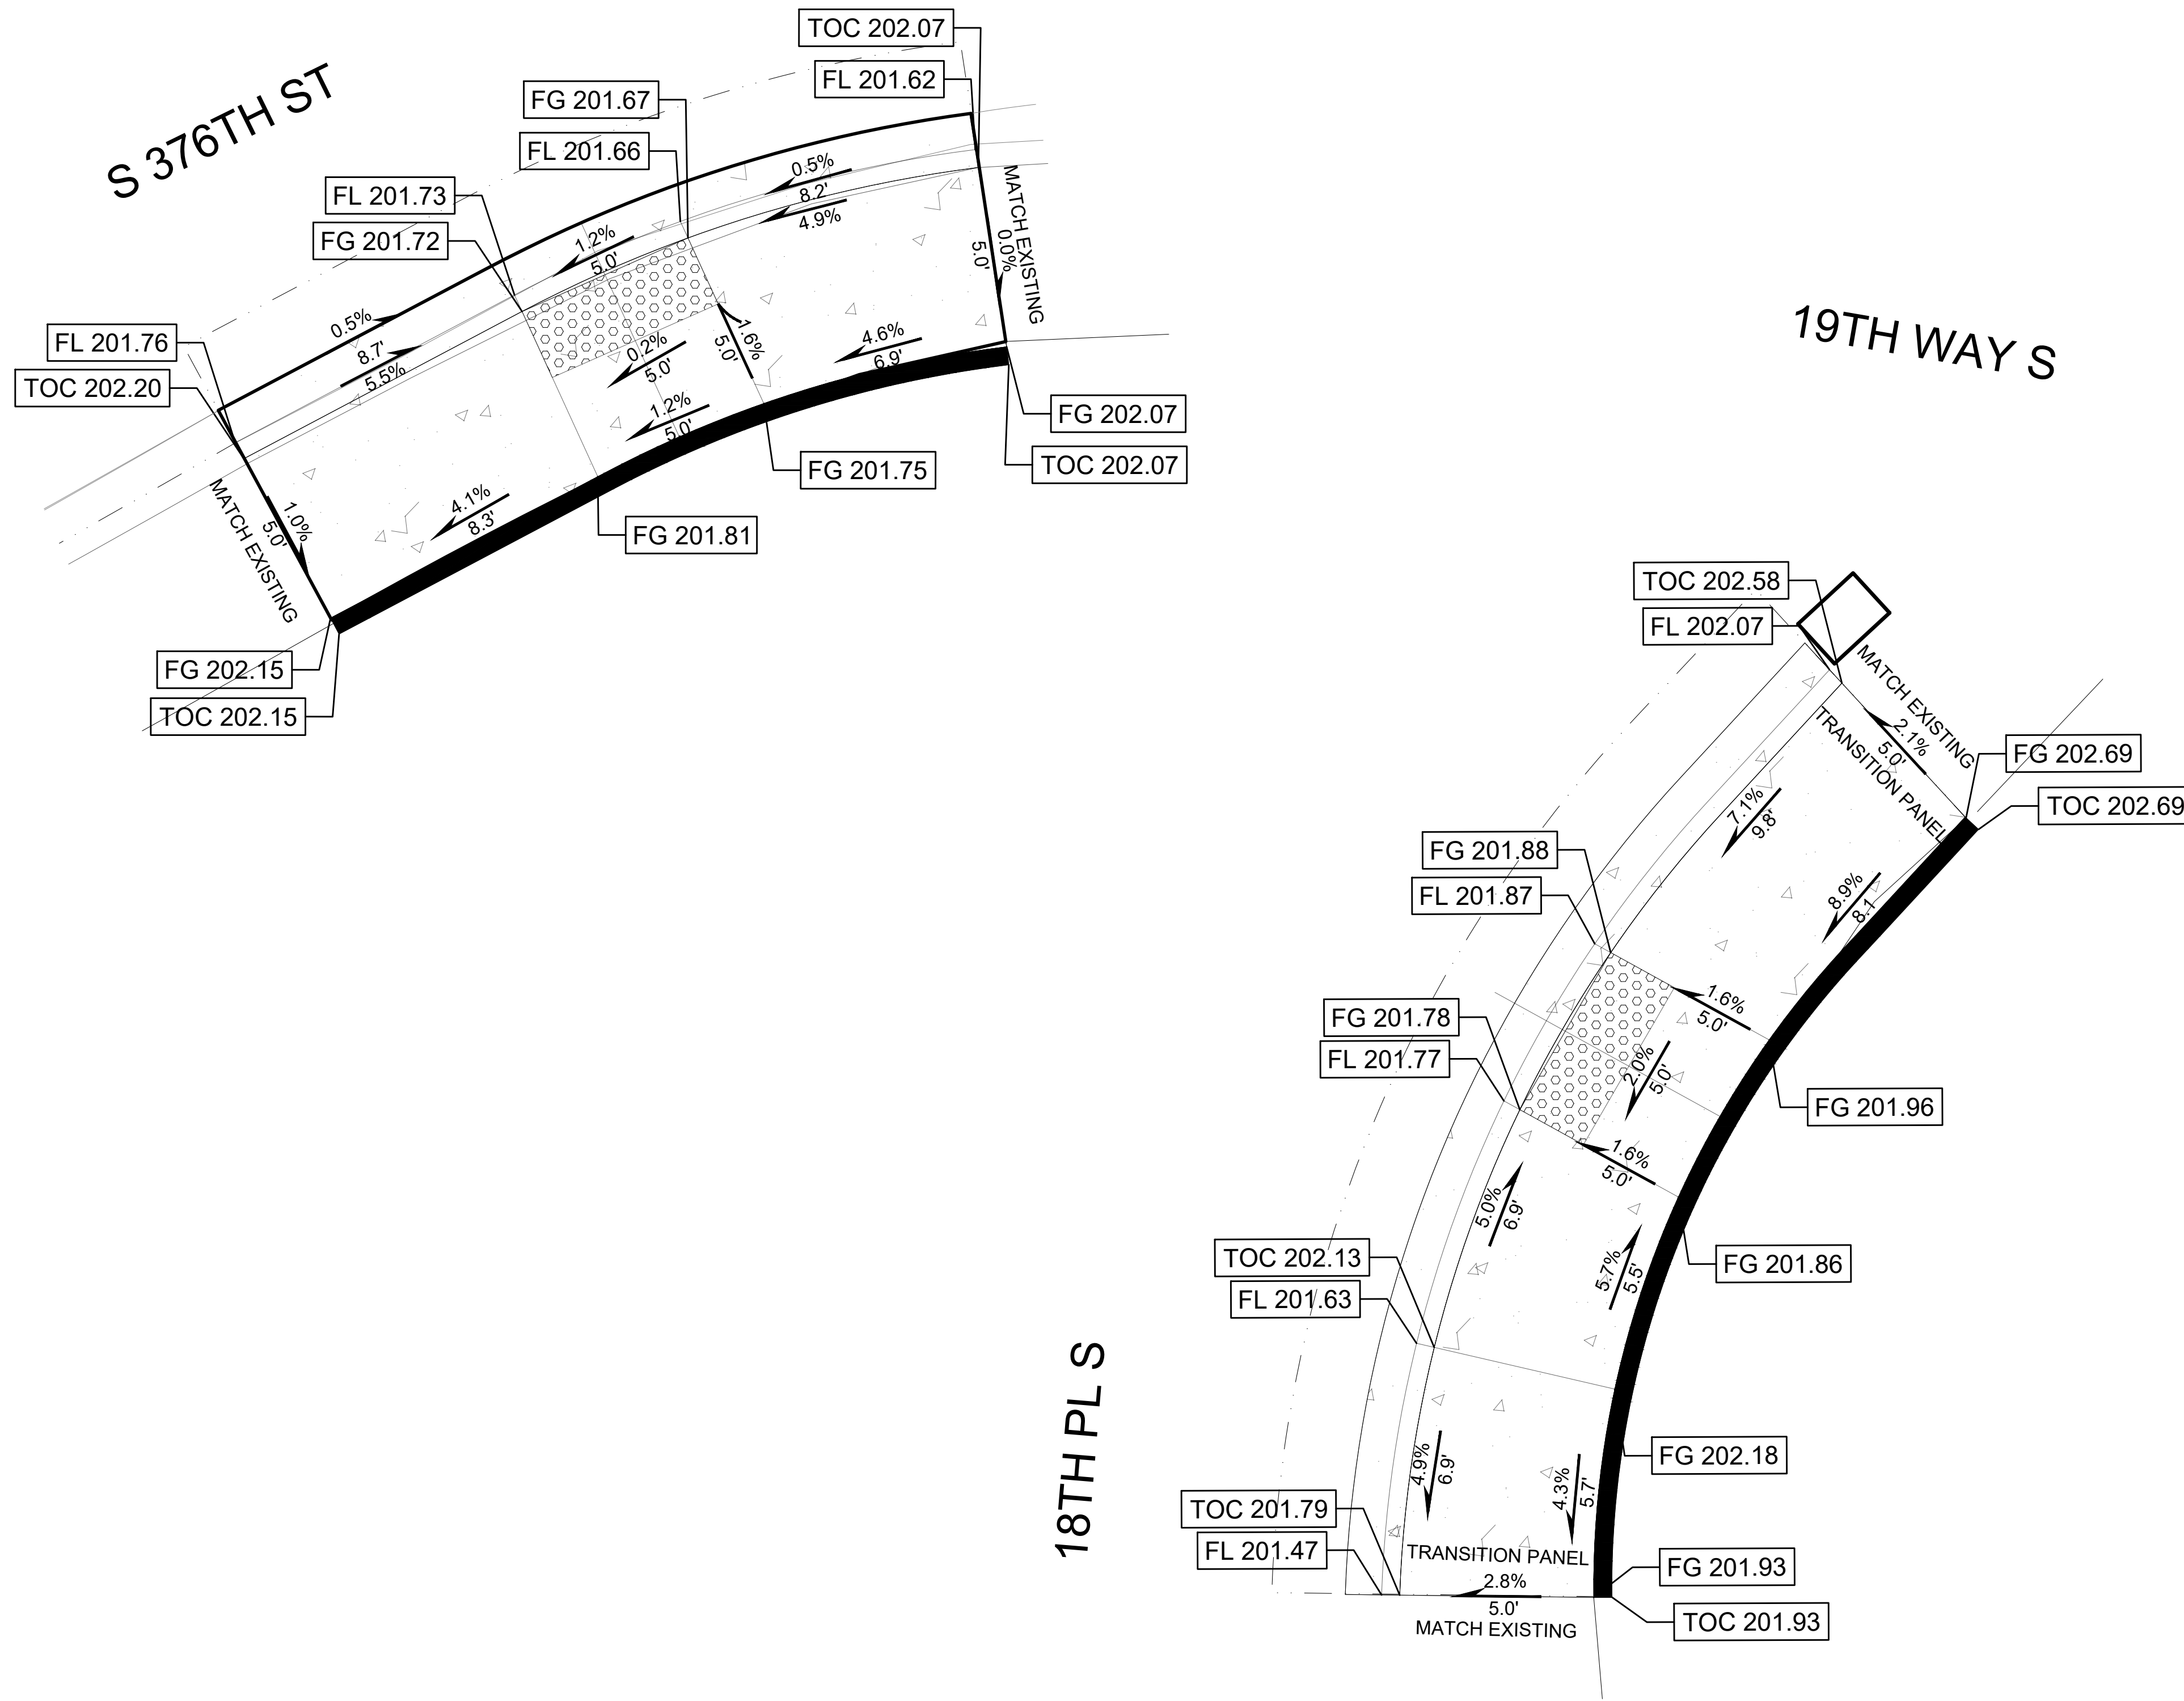 S 376TH ST
TOC 202.07
FL 201.62
FG 201.67
FL 201.66
FL 201.73
FG 201.72
FL 201.76
TOC 202.20
0.5%
8.2'
4.9%
1.2%
5.0'
0.5%
8.7'
5.5%
MATCH EXISTING
0.0%
5.0'
1.6%
5.0'
0.2%
5.0'
4.6%
6.9'
1.2%
5.0'
4.1%
8.3'
1.0%
5.0'
MATCH EXISTING
FG 202.07
TOC 202.07
FG 201.75
FG 201.81
FG 202.15
TOC 202.15
19TH WAY S
TOC 202.58
FL 202.07
MATCH EXISTING
2.1%
5.0'
TRANSITION PANEL
FG 202.69
TOC 202.69
7.1%
9.8'
8.9%
8.1
FG 201.88
FL 201.87
1.6%
5.0'
FG 201.78
FL 201.77
2.0%
5.0'
FG 201.96
1.6%
5.0'
5.0%
6.9'
5.7%
5.5'
FG 201.86
TOC 202.13
FL 201.63
18TH PL S
4.9%
6.9'
4.3%
5.7'
FG 202.18
TOC 201.79
FL 201.47
TRANSITION PANEL
2.8%
5.0'
MATCH EXISTING
FG 201.93
TOC 201.93